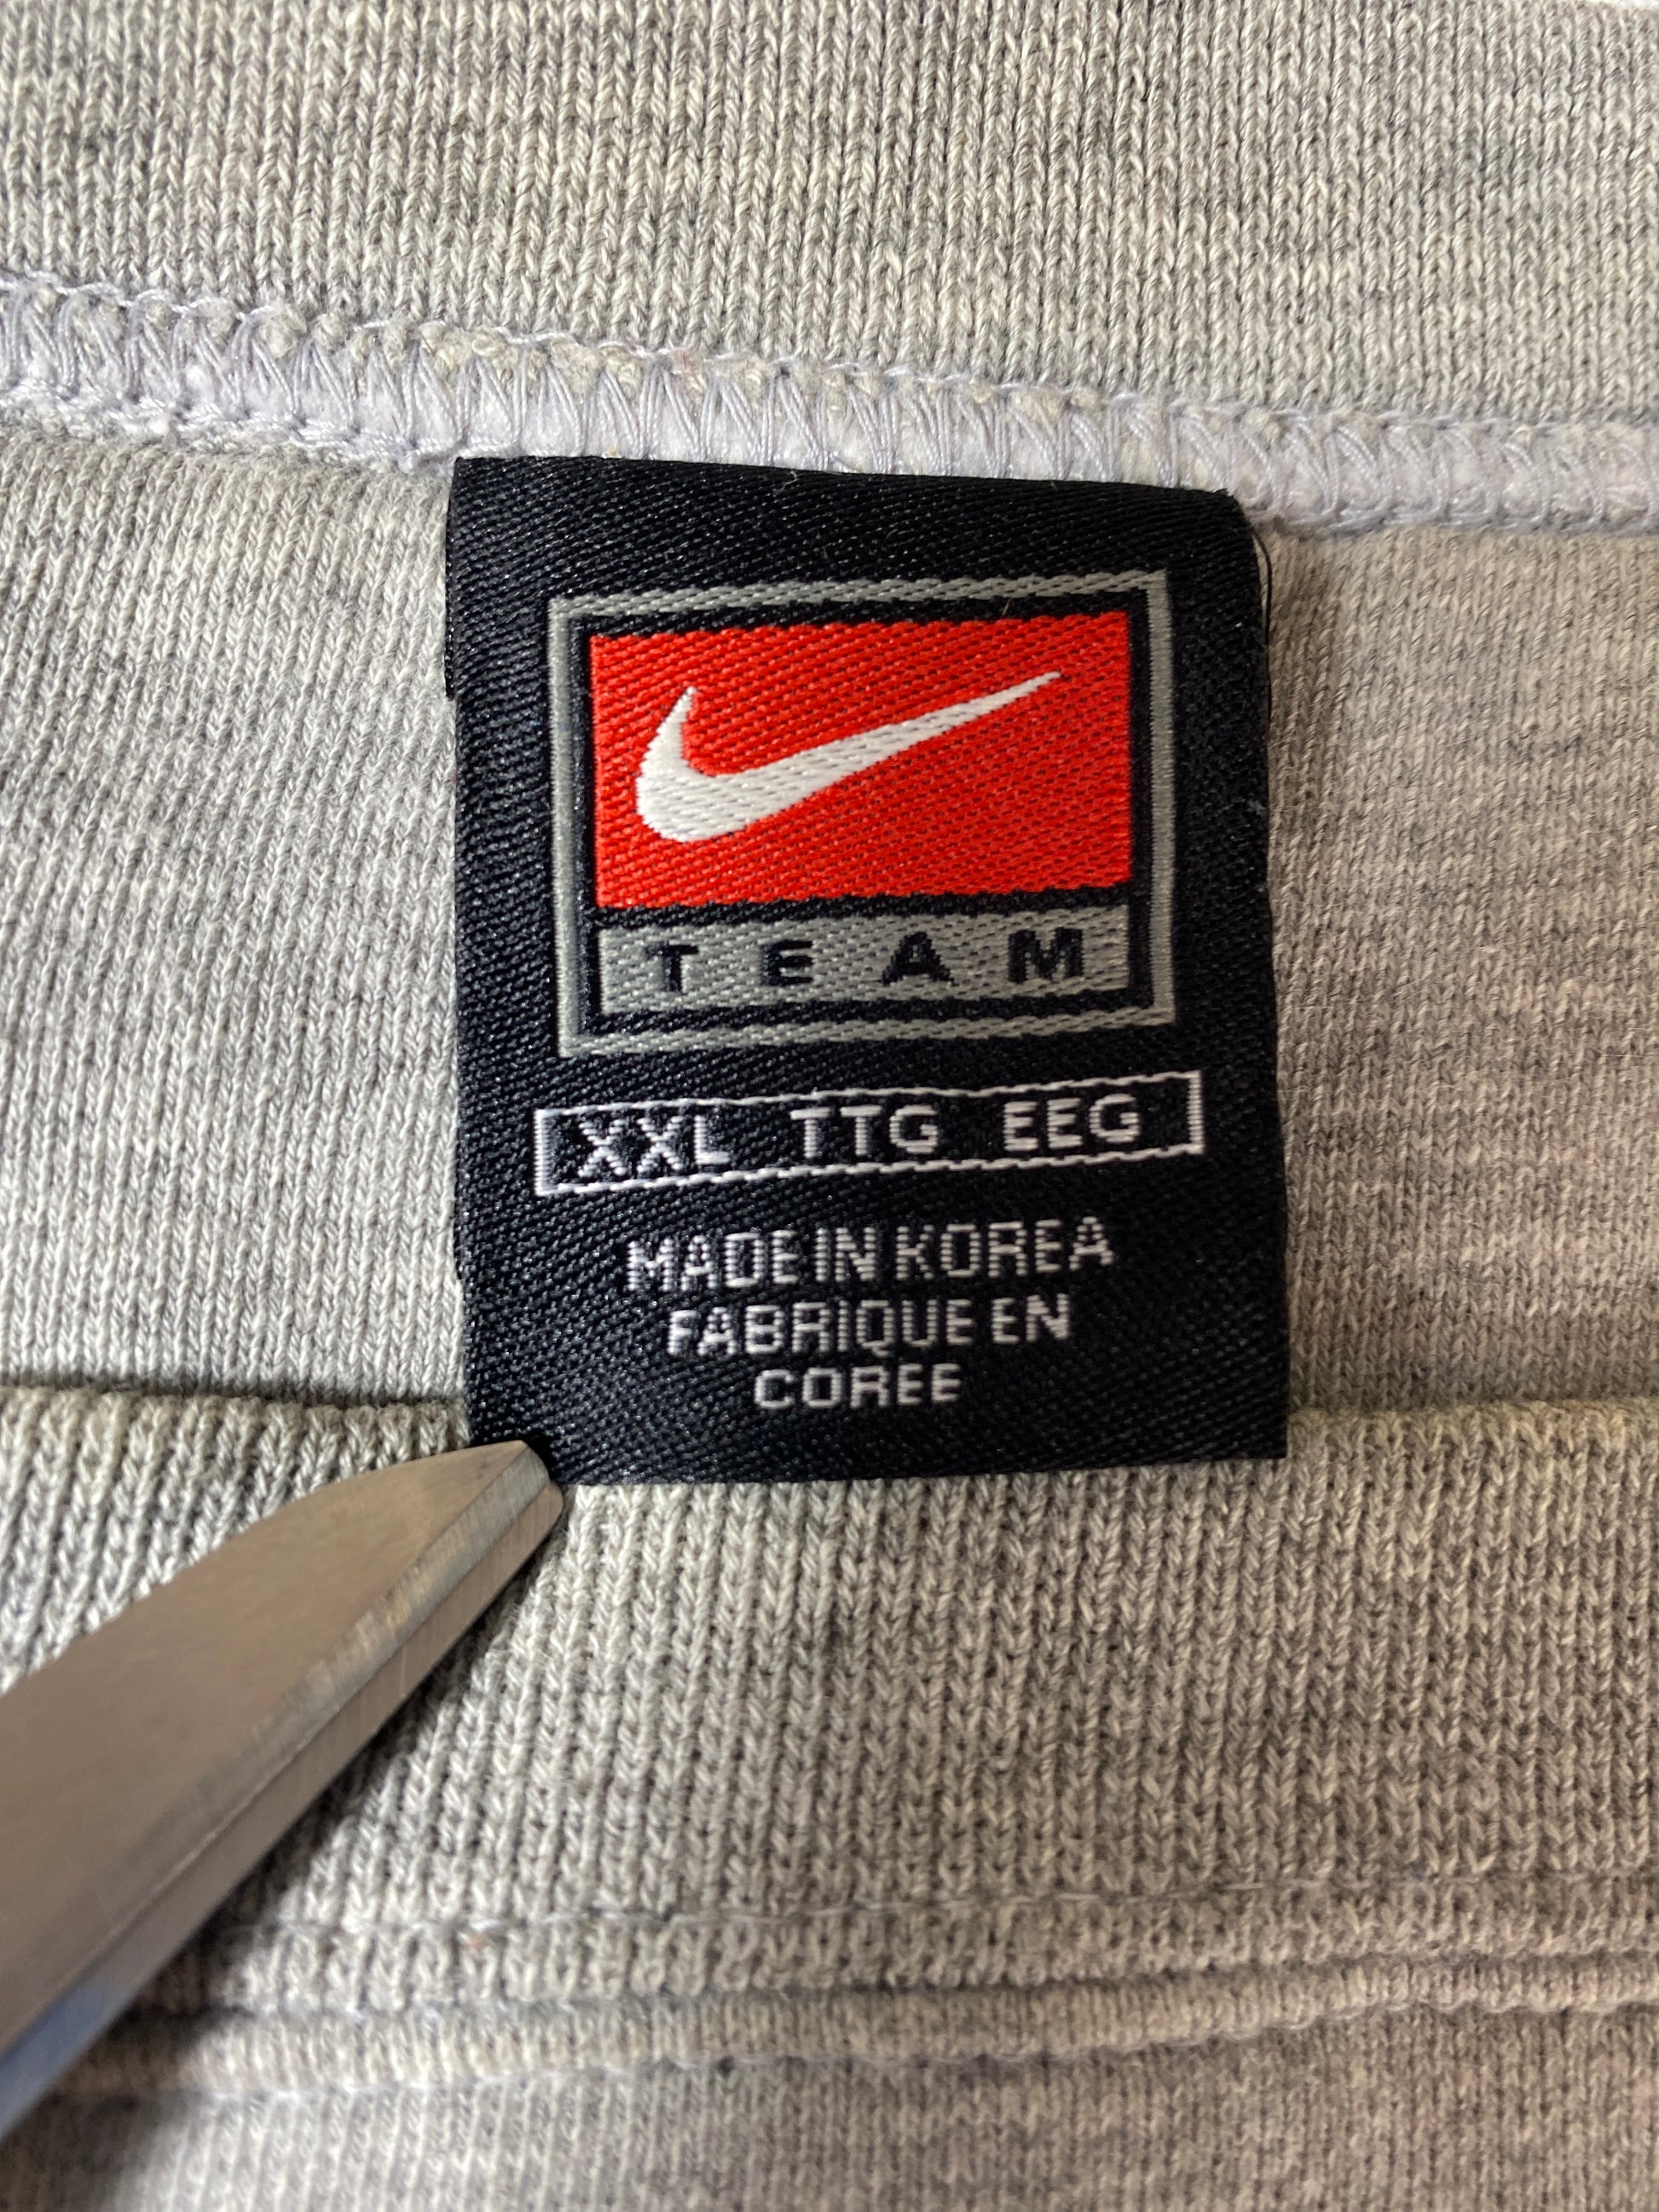 TEAM
XXL TTG EEG
MADE IN KOREA
FABRIQUE EN
COREE